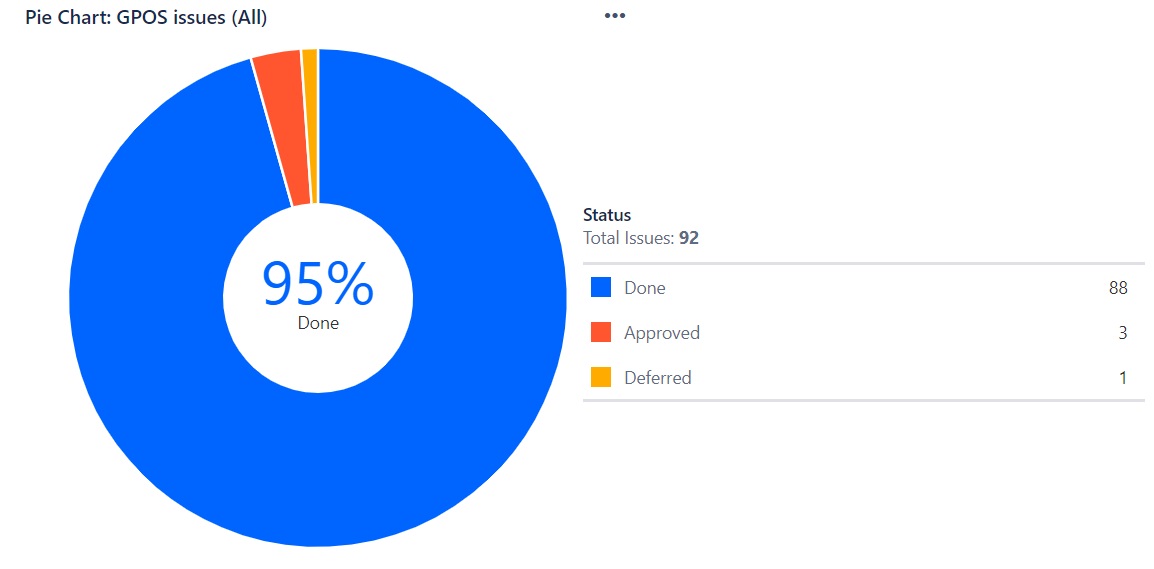 Pie Chart: GPOS issues (All)
•••
95%
Done
Status
Total Issues: 92
Done 88
Approved 3
Deferred 1